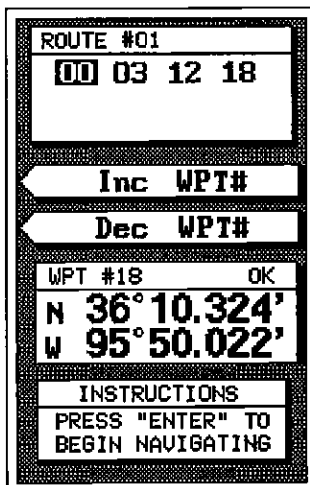 ROUTE #01
00 03 12 18
Inc WPT#
Dec WPT#
WPT #18 OK
N 36°10.324'
W 95°50.022'
INSTRUCTIONS
PRESS "ENTER" TO
BEGIN NAVIGATING